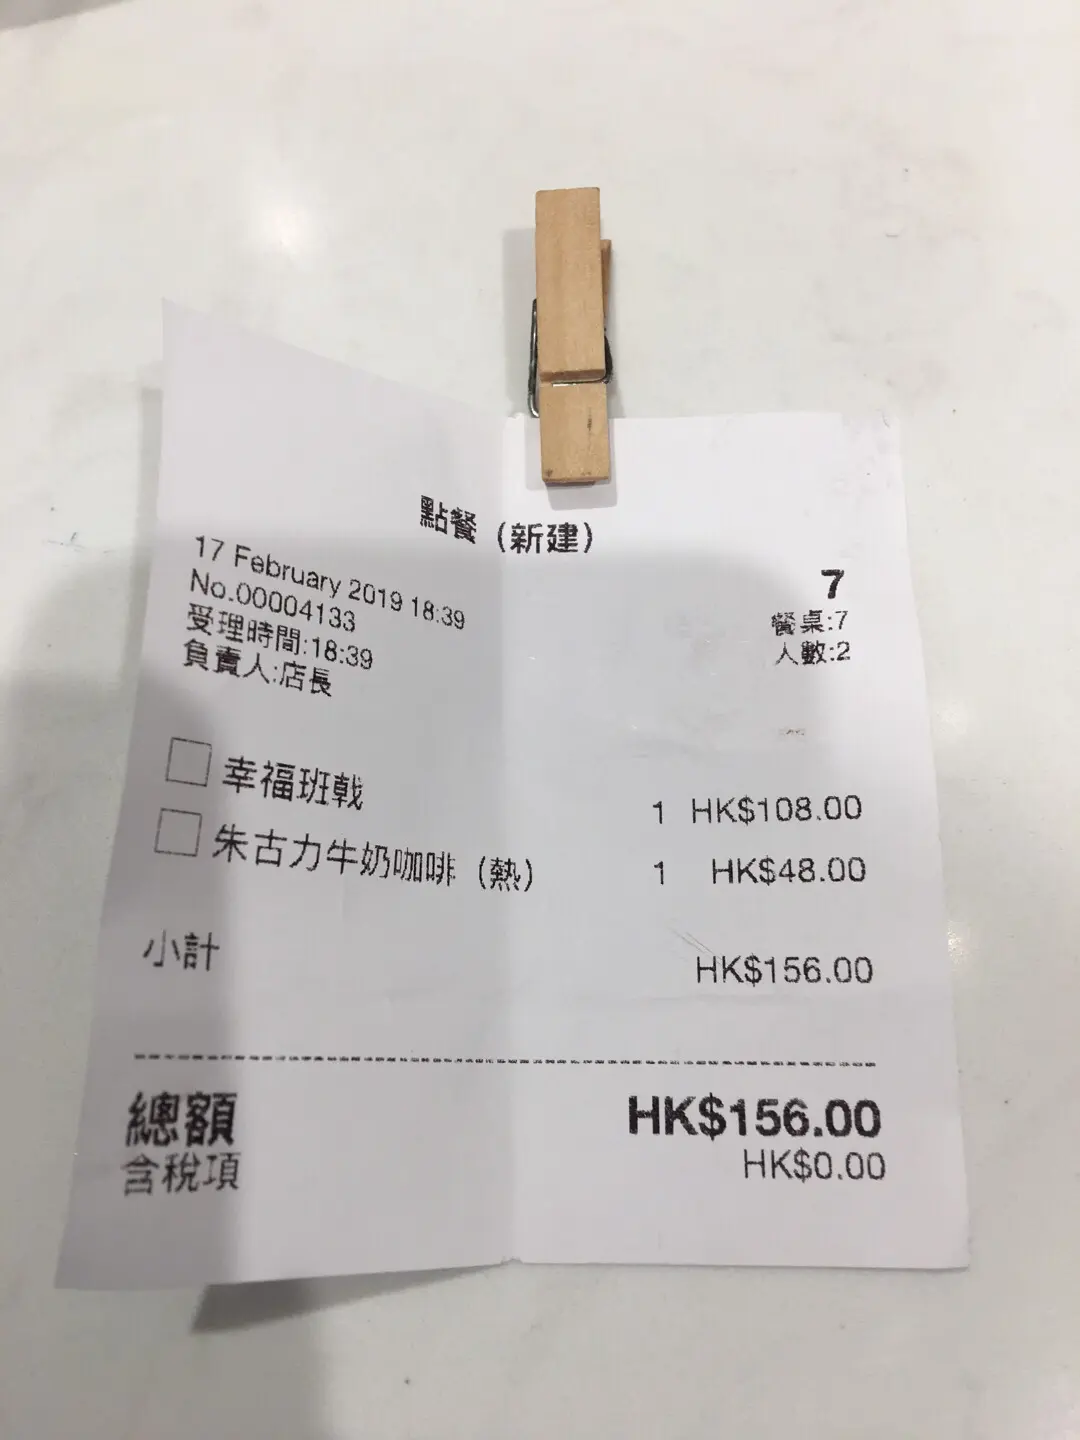 點餐（新建）
7
17 February 2019 18:39
No.00004133
餐桌:7
受理時間:18:39
人數:2
負責人:店長
幸福班戟 1 HK$108.00
朱古力牛奶咖啡（熱） 1 HK$48.00
小計 HK$156.00
總額 HK$156.00
含稅項 HK$0.00